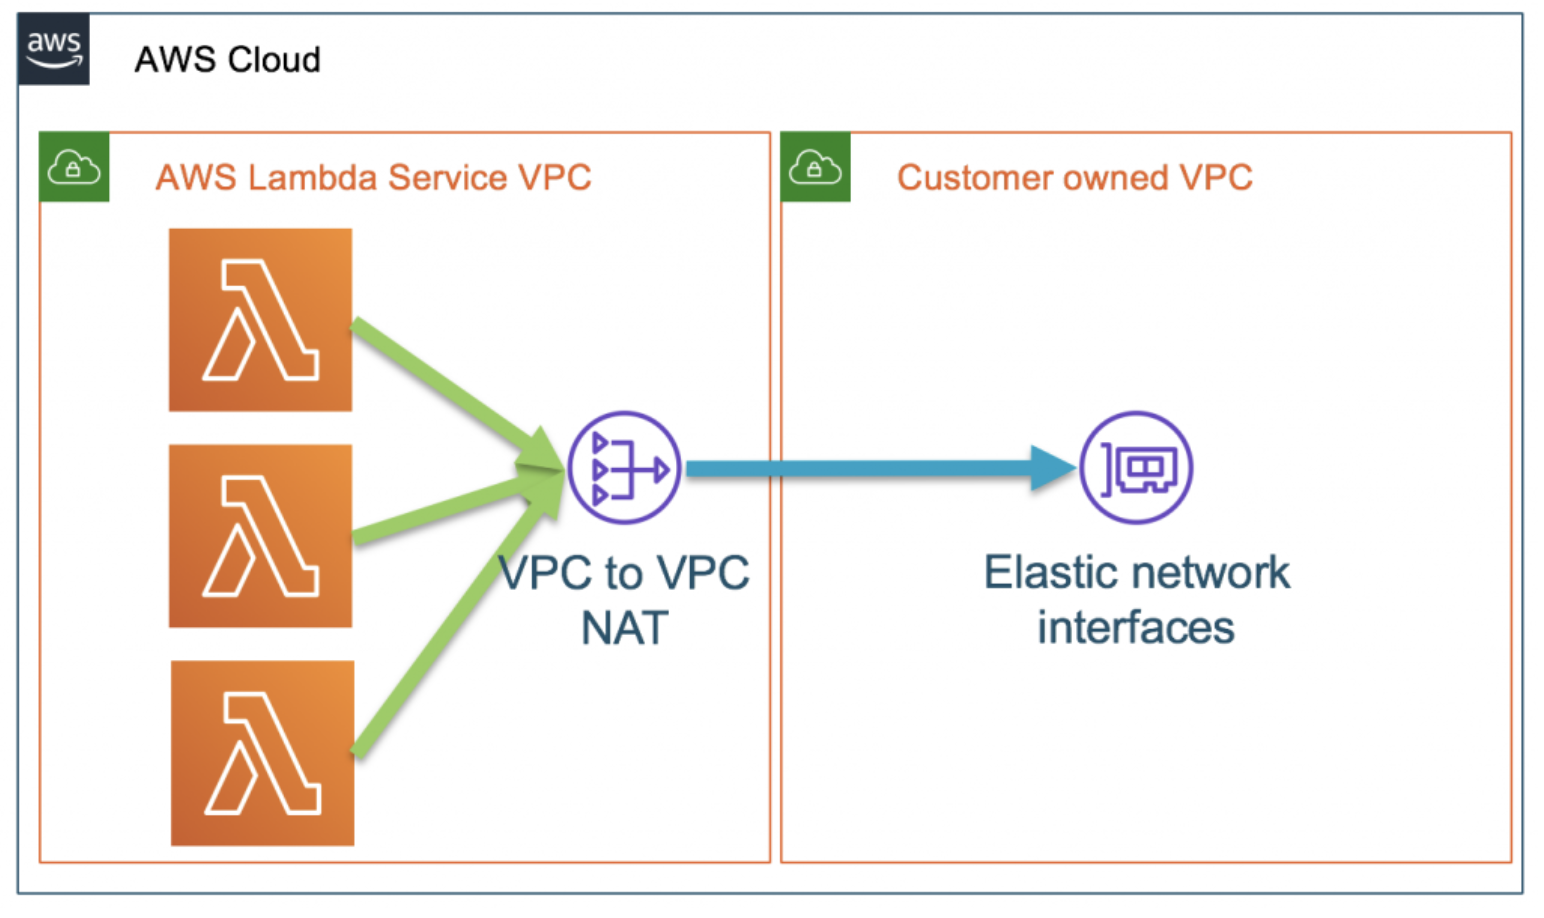 aws
AWS Cloud
AWS Lambda Service VPC
Customer owned VPC
VPC to VPC
NAT
Elastic network
interfaces